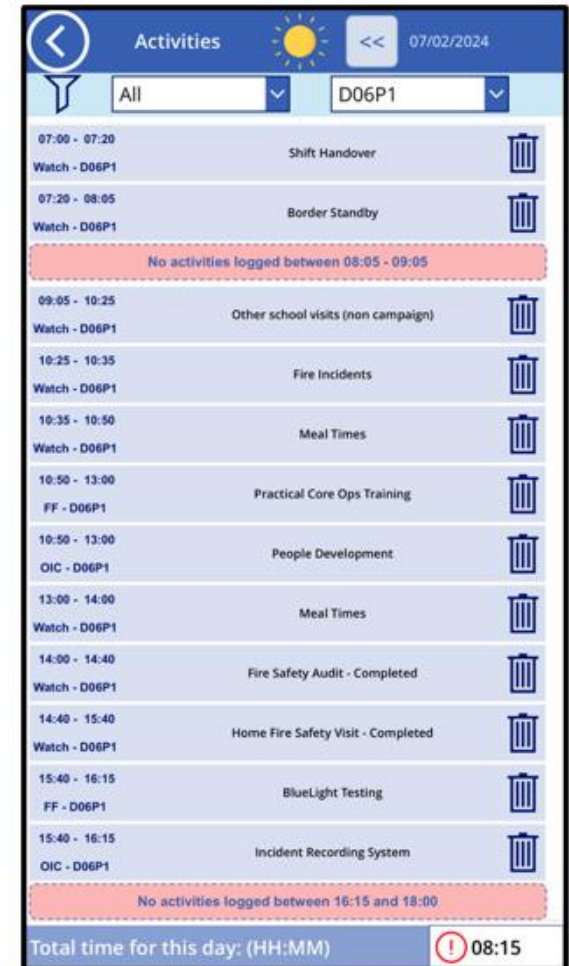 Activities << 07/02/2024
All D06P1
07:00 - 07:20
Watch - D06P1
Shift Handover
07:20 - 08:05
Watch - D06P1
Border Standby
No activities logged between 08:05 - 09:05
09:05 - 10:25
Watch - D06P1
Other school visits (non campaign)
10:25 - 10:35
Watch - D06P1
Fire Incidents
10:35 - 10:50
Watch - D06P1
Meal Times
10:50 - 13:00
FF - D06P1
Practical Core Ops Training
10:50 - 13:00
OIC - D06P1
People Development
13:00 - 14:00
Watch - D06P1
Meal Times
14:00 - 14:40
Watch - D06P1
Fire Safety Audit - Completed
14:40 - 15:40
Watch - D06P1
Home Fire Safety Visit - Completed
15:40 - 16:15
FF - D06P1
BlueLight Testing
15:40 - 16:15
OIC - D06P1
Incident Recording System
No activities logged between 16:15 and 18:00
Total time for this day: (HH:MM) ! 08:15